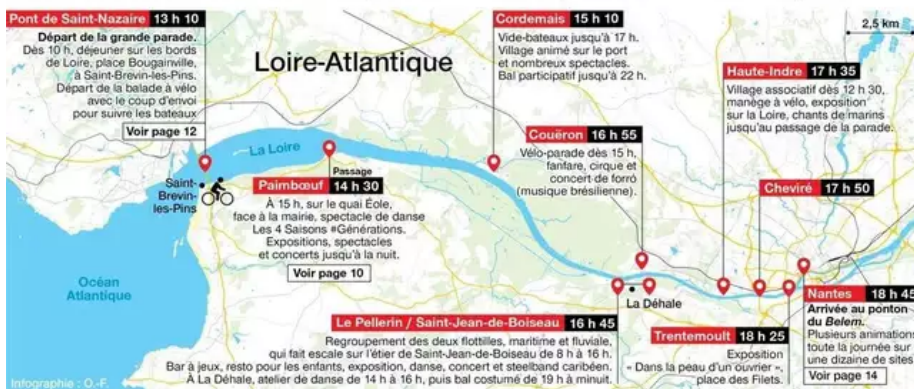 Pont de Saint-Nazaire 13 h 10
Départ de la grande parade.
Dès 10 h, déjeuner sur les bords
de Loire, place Bougainville,
à Saint-Brevin-les-Pins.
Départ de la balade à vélo
avec le coup d'envoi
pour suivre les bateaux
Voir page 12
Loire-Atlantique
Cordemais 15 h 10
Vide-bateaux jusqu'à 17 h.
Village animé sur le port
et nombreux spectacles.
Bal participatif jusqu'à 22 h.
2,5 km
Haute-Indre 17 h 35
Village associatif dès 12 h 30,
manège à vélo, exposition
sur la Loire, chants de marins
jusqu'au passage de la parade.
Couëron 16 h 55
Vélo-parade dès 15 h,
fanfare, cirque et
concert de forró
(musique brésilienne).
La Loire
Passage
Paimbœuf 14 h 30
À 15 h, sur le quai Éole,
face à la mairie, spectacle de danse
Les 4 Saisons #Générations.
Expositions, spectacles
et concerts jusqu'à la nuit.
Voir page 10
Saint-
Brevin-
les-Pins
Cheviré 17 h 50
Océan
Atlantique
La Déhale
Le Pellerin / Saint-Jean-de-Boiseau 16 h 45
Regroupement des deux flottilles, maritime et fluviale,
qui fait escale sur l'étier de Saint-Jean-de-Boiseau de 8 h à 16 h.
Bar à jeux, resto pour les enfants, exposition, danse, concert et steelband caribéen.
À La Déhale, atelier de danse de 14 h à 16 h, puis bal costumé de 19 h à minuit.
Trentemoult 18 h 25
Exposition
« Dans la peau d'un ouvrier »,
place des Filets.
Nantes 18 h 45
Arrivée au ponton
du Belem.
Plusieurs animation
toute la journée sur
une dizaine de sites
Voir page 14
Infographie : O.-F.